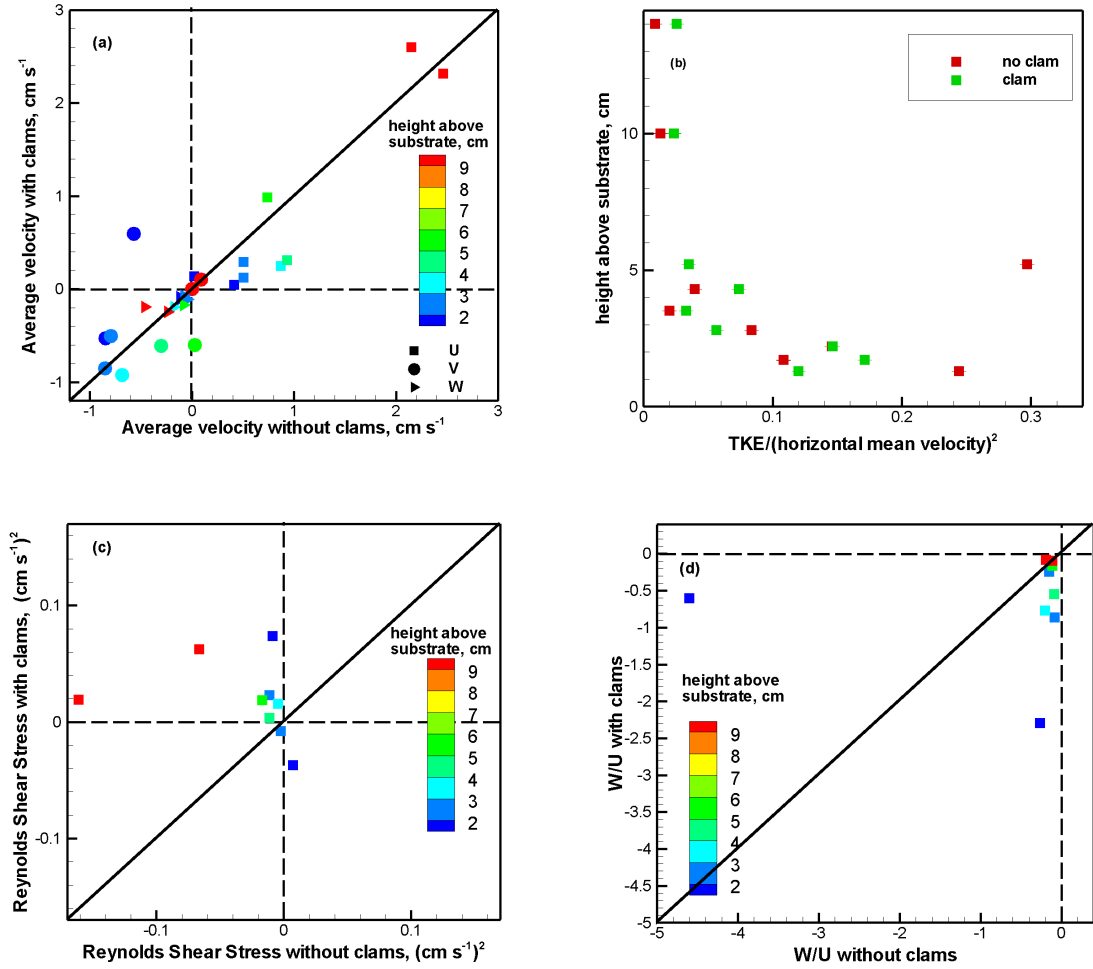 (a)
3
2
1
0
-1
-1
0
1
2
3
Average velocity with clams, cm s⁻¹
Average velocity without clams, cm s⁻¹
height above
substrate, cm
9
8
7
6
5
4
3
2
U
V
W
(b)
no clam
clam
10
5
0
0
0.1
0.2
0.3
height above substrate, cm
TKE/(horizontal mean velocity)²
(c)
0.1
0
-0.1
-0.1
0
0.1
Reynolds Shear Stress with clams, (cm s⁻¹)²
Reynolds Shear Stress without clams, (cm s⁻¹)²
height above
substrate, cm
9
8
7
6
5
4
3
2
(d)
0
-0.5
-1
-1.5
-2
-2.5
-3
-3.5
-4
-4.5
-5
-5
-4
-3
-2
-1
0
W/U with clams
W/U without clams
height above
substrate, cm
9
8
7
6
5
4
3
2